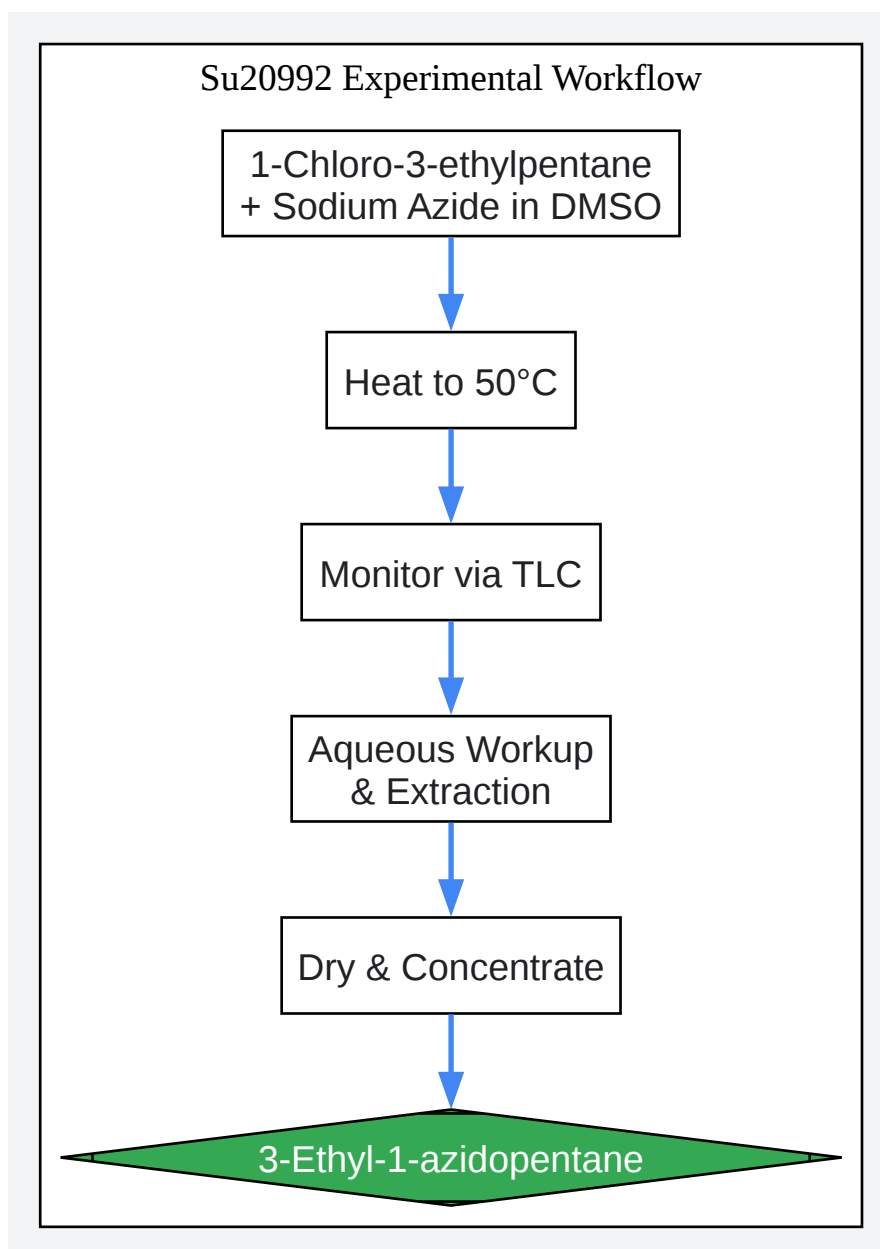 Su20992 Experimental Workflow
1-Chloro-3-ethylpentane
+ Sodium Azide in DMSO
Heat to 50°C
Monitor via TLC
Aqueous Workup
& Extraction
Dry & Concentrate
3-Ethyl-1-azidopentane